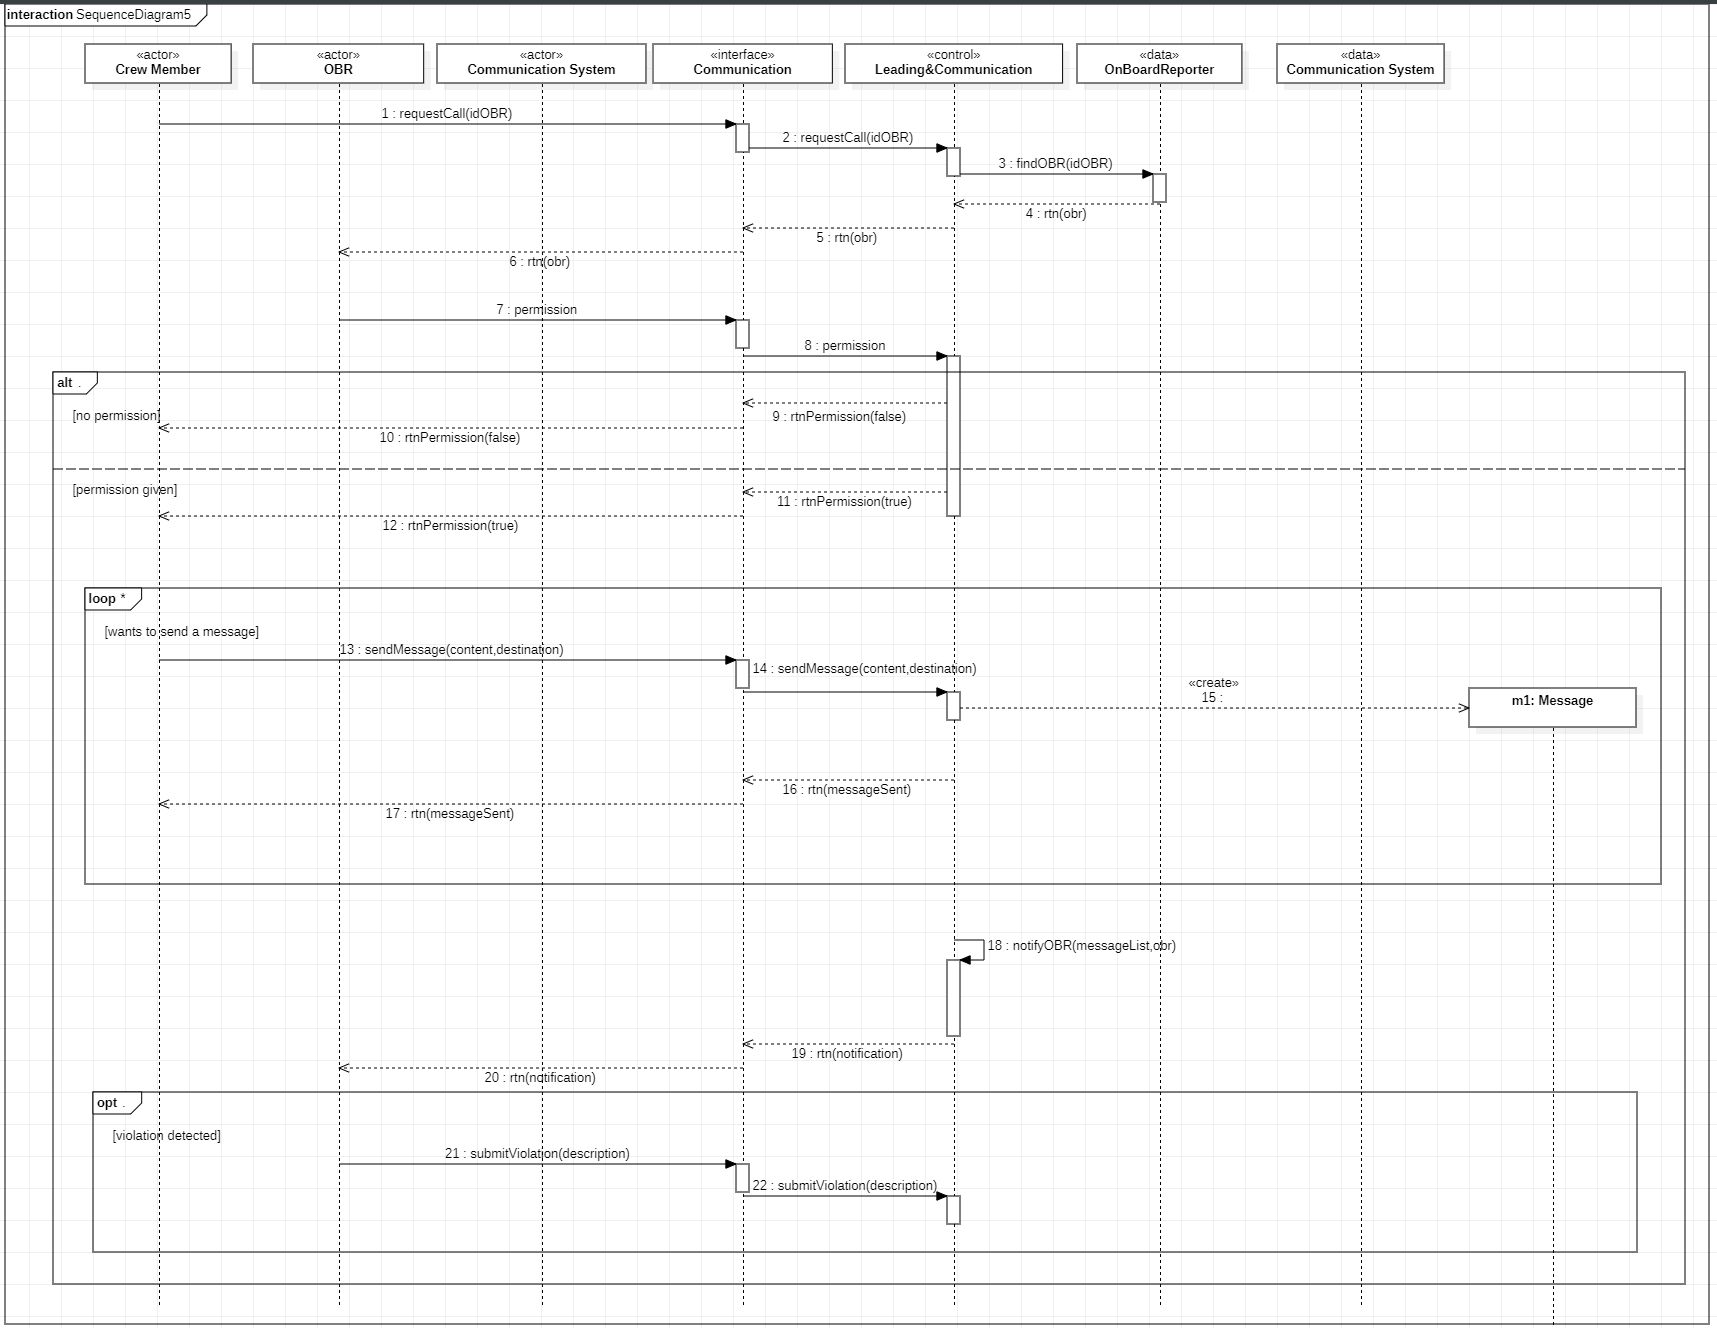 interaction SequenceDiagram5
«actor»
Crew Member
«actor»
OBR
«actor»
Communication System
«interface»
Communication
«control»
Leading&Communication
«data»
OnBoardReporter
«data»
Communication System
1 : requestCall(idOBR)
2 : requestCall(idOBR)
3 : findOBR(idOBR)
4 : rtn(obr)
5 : rtn(obr)
6 : rtn(obr)
7 : permission
8 : permission
alt .
[no permission]
9 : rtnPermission(false)
10 : rtnPermission(false)
[permission given]
11 : rtnPermission(true)
12 : rtnPermission(true)
loop *
[wants to send a message]
13 : sendMessage(content,destination)
14 : sendMessage(content,destination)
«create»
15 :
m1: Message
16 : rtn(messageSent)
17 : rtn(messageSent)
18 : notifyOBR(messageList,obr)
19 : rtn(notification)
20 : rtn(notification)
opt .
[violation detected]
21 : submitViolation(description)
22 : submitViolation(description)